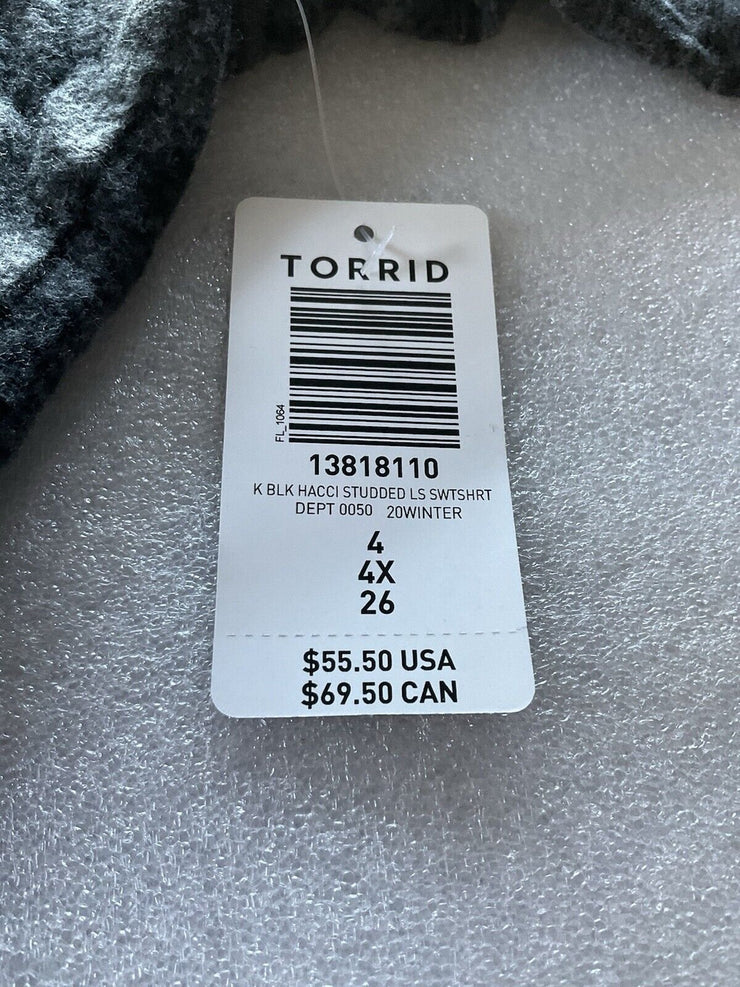 TORRID
FL_1064
13818110
K BLK HACCI STUDDED LS SWTSHRT
DEPT 0050 20WINTER
4
4X
26
$55.50 USA
$69.50 CAN